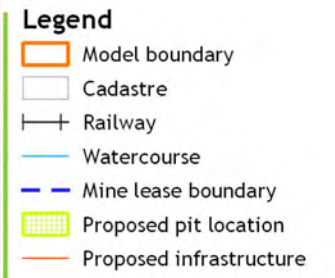 Legend
Model boundary
Cadastre
Railway
Watercourse
Mine lease boundary
Proposed pit location
Proposed infrastructure